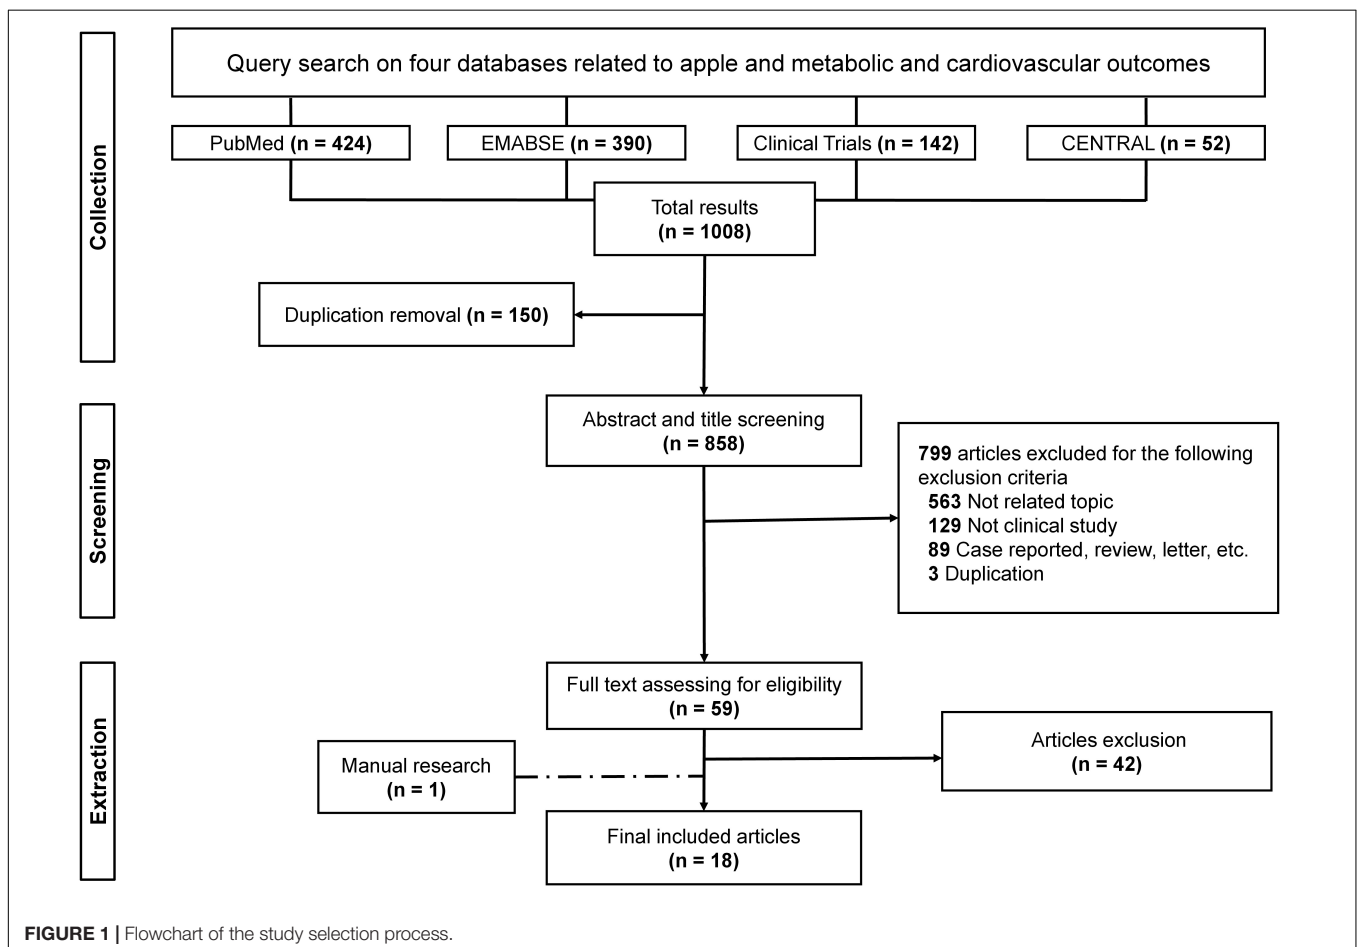 Query search on four databases related to apple and metabolic and cardiovascular outcomes
PubMed (n = 424)
EMABSE (n = 390)
Clinical Trials (n = 142)
CENTRAL (n = 52)
Collection
Total results
(n = 1008)
Duplication removal (n = 150)
Abstract and title screening
(n = 858)
Screening
799 articles excluded for the following
exclusion criteria
563 Not related topic
129 Not clinical study
89 Case reported, review, letter, etc.
3 Duplication
Full text assessing for eligibility
(n = 59)
Extraction
Articles exclusion
(n = 42)
Manual research
(n = 1)
Final included articles
(n = 18)
FIGURE 1 | Flowchart of the study selection process.